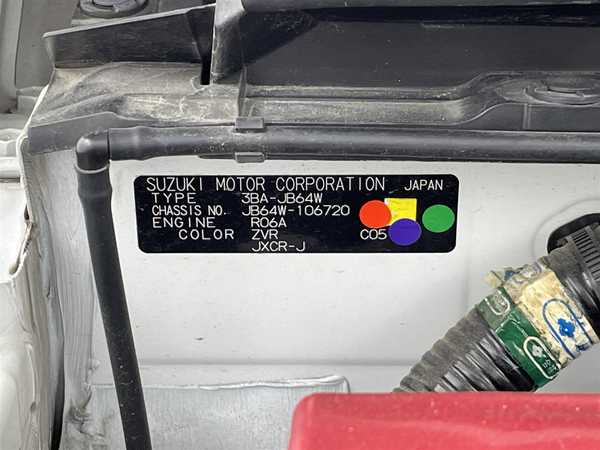 SUZUKI MOTOR CORPORATION JAPAN
TYPE 3BA-JB64W
CHASSIS NO. JB64W-106720
ENGINE R06A
COLOR ZVR C05
JXCR-J